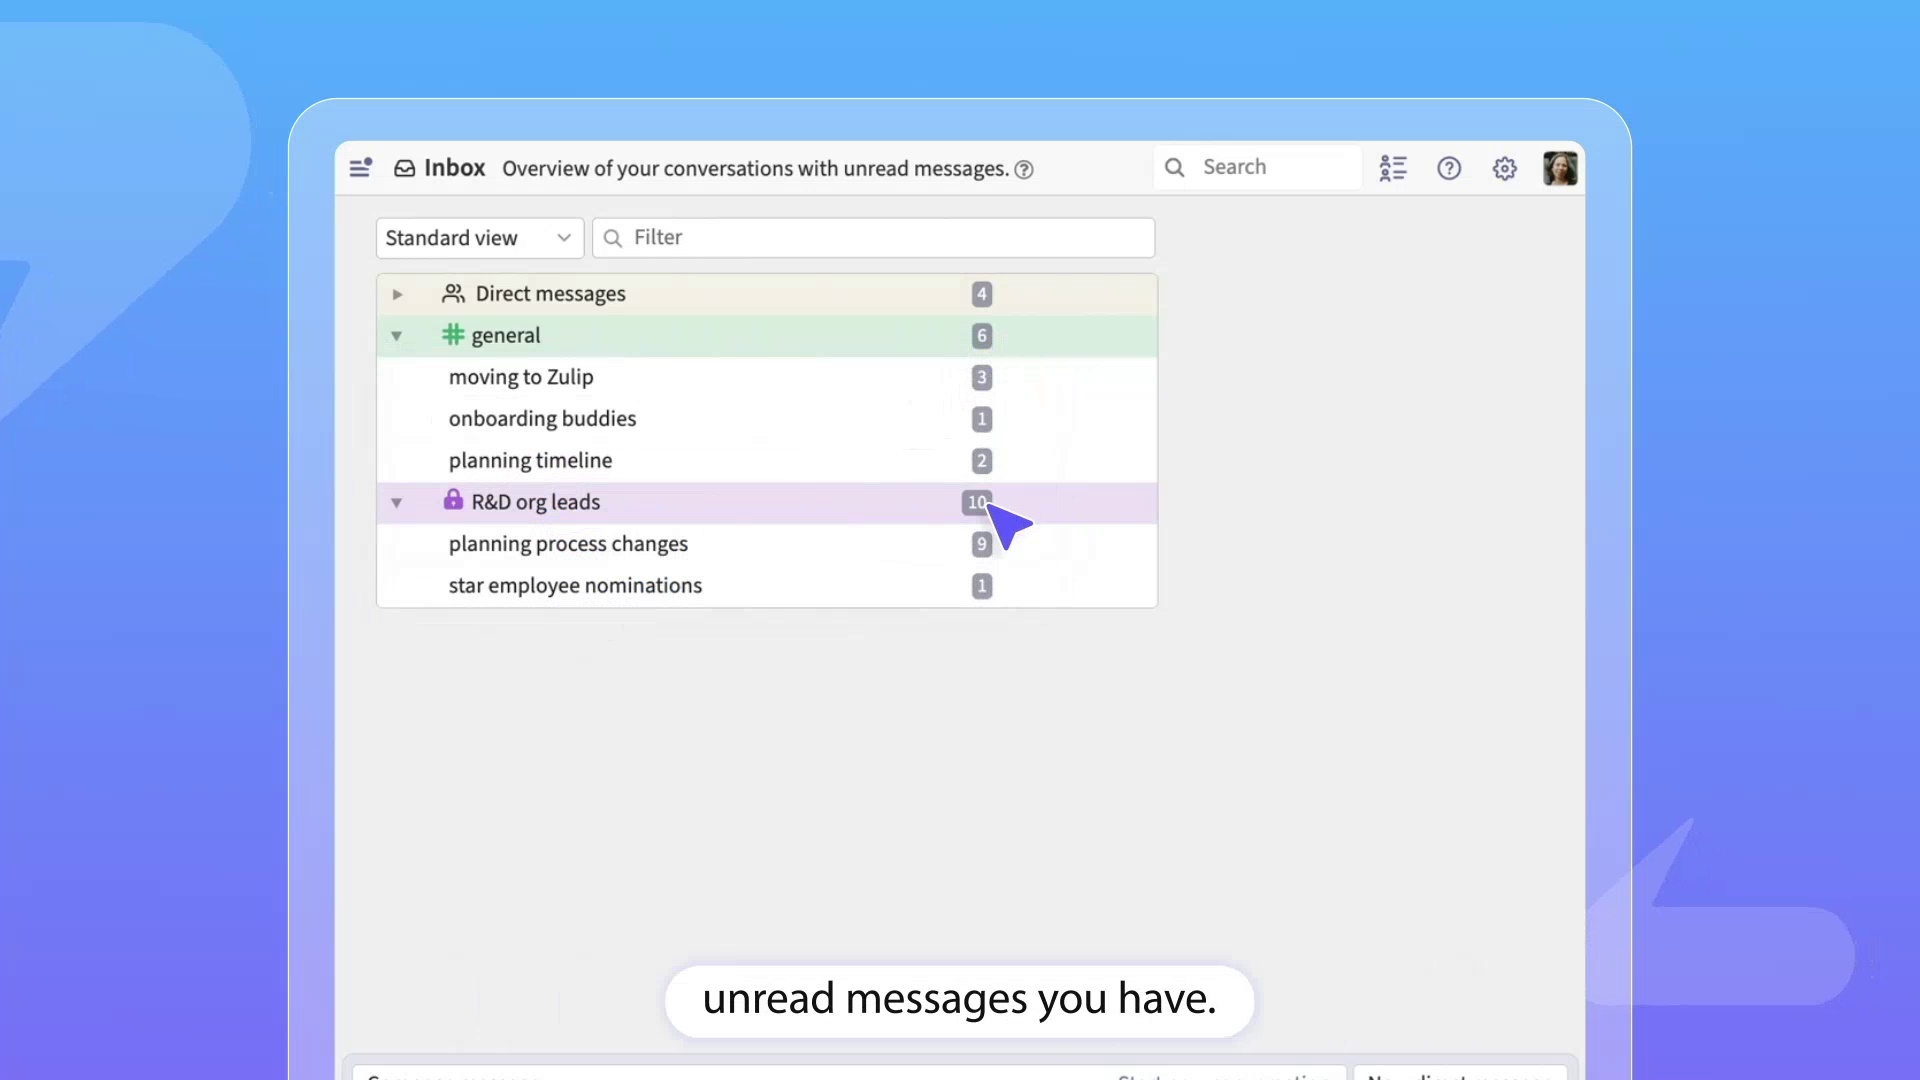 Inbox Overview of your conversations with unread messages. ?
Search
?
Standard view
Filter
Direct messages 4
general 6
moving to Zulip 3
onboarding buddies 1
planning timeline 2
R&D org leads 10
planning process changes 9
star employee nominations 1
unread messages you have.